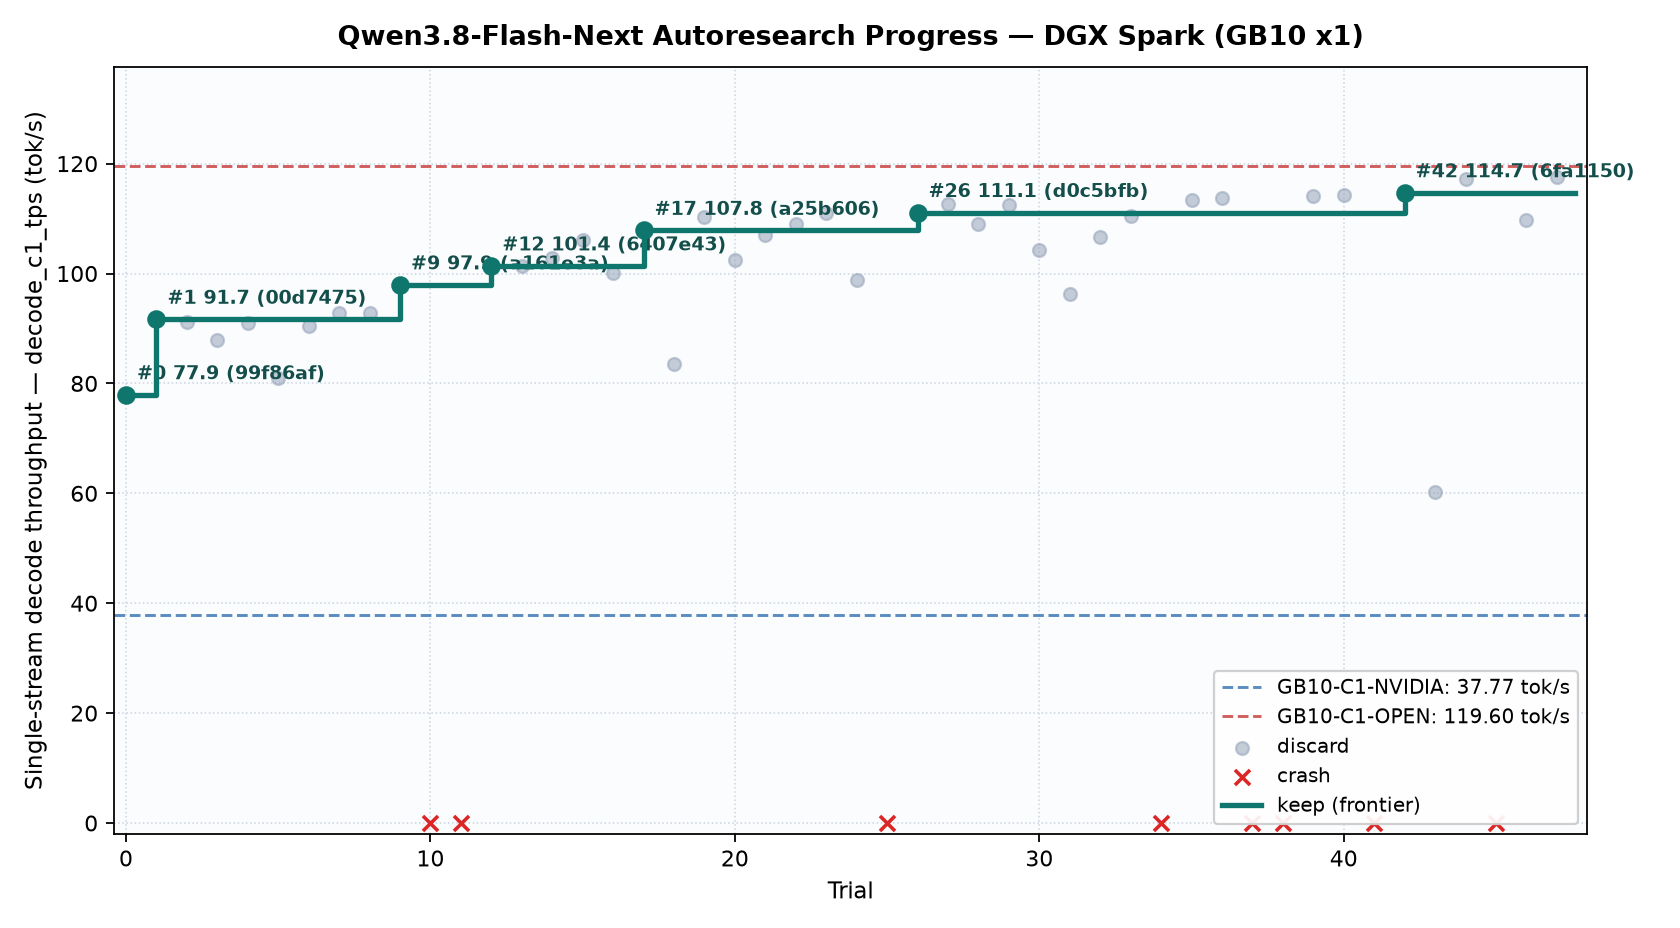 Qwen3.8-Flash-Next Autoresearch Progress — DGX Spark (GB10 x1)
Single-stream decode throughput — decode_c1_tps (tok/s)
120
100
80
60
40
20
0
#0 77.9 (99f86af)
#1 91.7 (00d7475)
#9 97.9 (a161e3a)
#12 101.4 (6407e43)
#17 107.8 (a25b606)
#26 111.1 (d0c5bfb)
#42 114.7 (6fa1150)
GB10-C1-NVIDIA: 37.77 tok/s
GB10-C1-OPEN: 119.60 tok/s
discard
crash
keep (frontier)
0 10 20 30 40
Trial